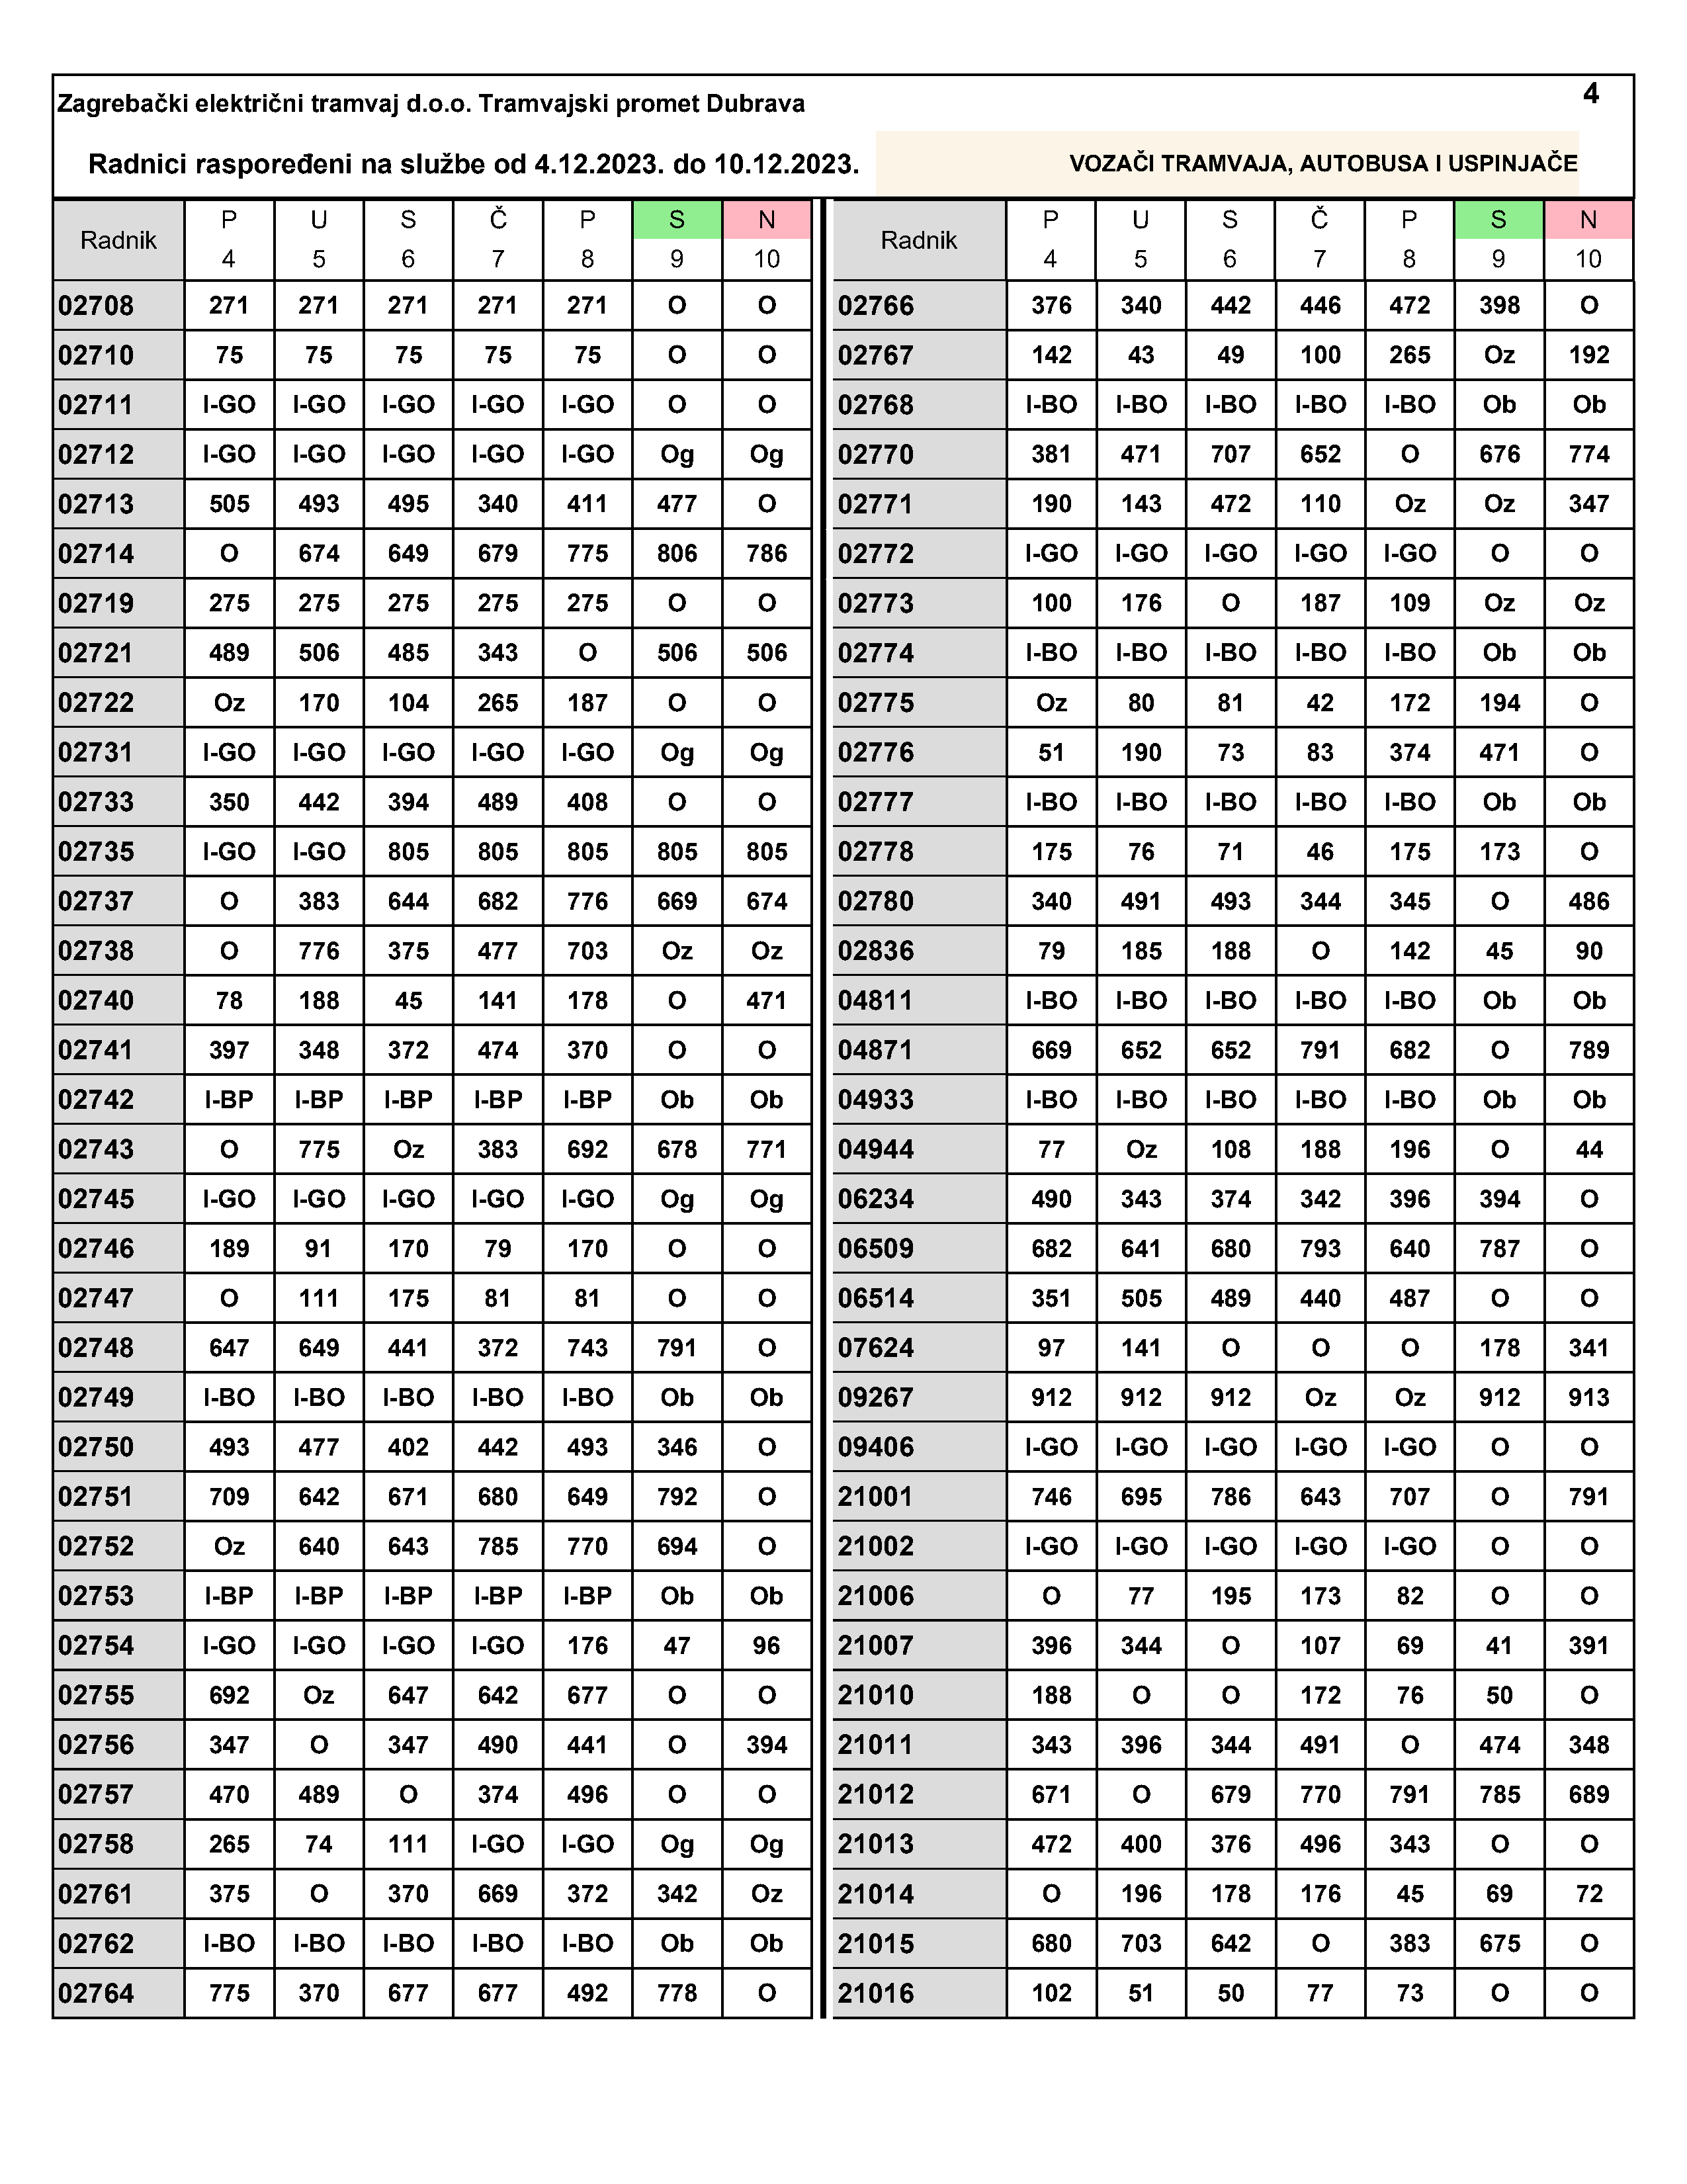 4
Zagrebački električni tramvaj d.o.o. Tramvajski promet Dubrava
Radnici raspoređeni na službe od 4.12.2023. do 10.12.2023. VOZAČI TRAMVAJA, AUTOBUSA I USPINJAČE
Radnik P U S Č P S N Radnik P U S Č P S N
4 5 6 7 8 9 10 4 5 6 7 8 9 10
02708 271 271 271 271 271 O O 02766 376 340 442 446 472 398 O
02710 75 75 75 75 75 O O 02767 142 43 49 100 265 Oz 192
02711 I-GO I-GO I-GO I-GO I-GO O O 02768 I-BO I-BO I-BO I-BO I-BO Ob Ob
02712 I-GO I-GO I-GO I-GO I-GO Og Og 02770 381 471 707 652 O 676 774
02713 505 493 495 340 411 477 O 02771 190 143 472 110 Oz Oz 347
02714 O 674 649 679 775 806 786 02772 I-GO I-GO I-GO I-GO I-GO O O
02719 275 275 275 275 275 O O 02773 100 176 O 187 109 Oz Oz
02721 489 506 485 343 O 506 506 02774 I-BO I-BO I-BO I-BO I-BO Ob Ob
02722 Oz 170 104 265 187 O O 02775 Oz 80 81 42 172 194 O
02731 I-GO I-GO I-GO I-GO I-GO Og Og 02776 51 190 73 83 374 471 O
02733 350 442 394 489 408 O O 02777 I-BO I-BO I-BO I-BO I-BO Ob Ob
02735 I-GO I-GO 805 805 805 805 805 02778 175 76 71 46 175 173 O
02737 O 383 644 682 776 669 674 02780 340 491 493 344 345 O 486
02738 O 776 375 477 703 Oz Oz 02836 79 185 188 O 142 45 90
02740 78 188 45 141 178 O 471 04811 I-BO I-BO I-BO I-BO I-BO Ob Ob
02741 397 348 372 474 370 O O 04871 669 652 652 791 682 O 789
02742 I-BP I-BP I-BP I-BP I-BP Ob Ob 04933 I-BO I-BO I-BO I-BO I-BO Ob Ob
02743 O 775 Oz 383 692 678 771 04944 77 Oz 108 188 196 O 44
02745 I-GO I-GO I-GO I-GO I-GO Og Og 06234 490 343 374 342 396 394 O
02746 189 91 170 79 170 O O 06509 682 641 680 793 640 787 O
02747 O 111 175 81 81 O O 06514 351 505 489 440 487 O O
02748 647 649 441 372 743 791 O 07624 97 141 O O O 178 341
02749 I-BO I-BO I-BO I-BO I-BO Ob Ob 09267 912 912 912 Oz Oz 912 913
02750 493 477 402 442 493 346 O 09406 I-GO I-GO I-GO I-GO I-GO O O
02751 709 642 671 680 649 792 O 21001 746 695 786 643 707 O 791
02752 Oz 640 643 785 770 694 O 21002 I-GO I-GO I-GO I-GO I-GO O O
02753 I-BP I-BP I-BP I-BP I-BP Ob Ob 21006 O 77 195 173 82 O O
02754 I-GO I-GO I-GO I-GO 176 47 96 21007 396 344 O 107 69 41 391
02755 692 Oz 647 642 677 O O 21010 188 O O 172 76 50 O
02756 347 O 347 490 441 O 394 21011 343 396 344 491 O 474 348
02757 470 489 O 374 496 O O 21012 671 O 679 770 791 785 689
02758 265 74 111 I-GO I-GO Og Og 21013 472 400 376 496 343 O O
02761 375 O 370 669 372 342 Oz 21014 O 196 178 176 45 69 72
02762 I-BO I-BO I-BO I-BO I-BO Ob Ob 21015 680 703 642 O 383 675 O
02764 775 370 677 677 492 778 O 21016 102 51 50 77 73 O O